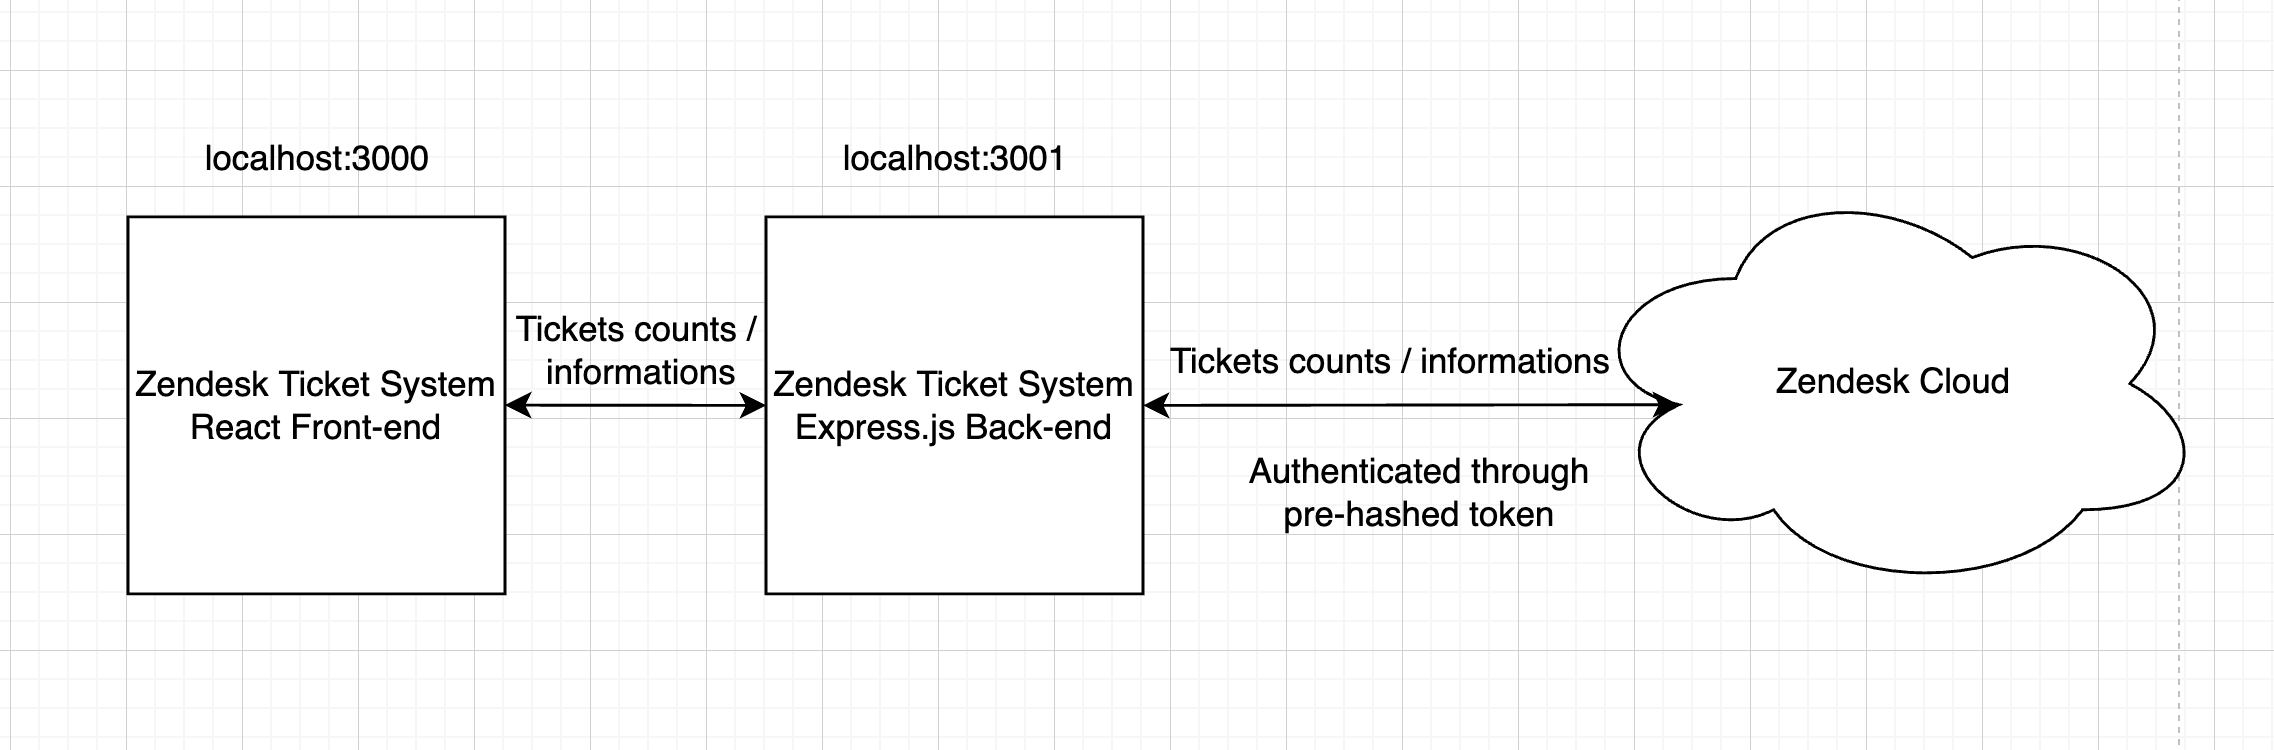 localhost:3000
localhost:3001
Zendesk Ticket System
React Front-end
Tickets counts /
informations
Zendesk Ticket System
Express.js Back-end
Tickets counts / informations
Authenticated through
pre-hashed token
Zendesk Cloud